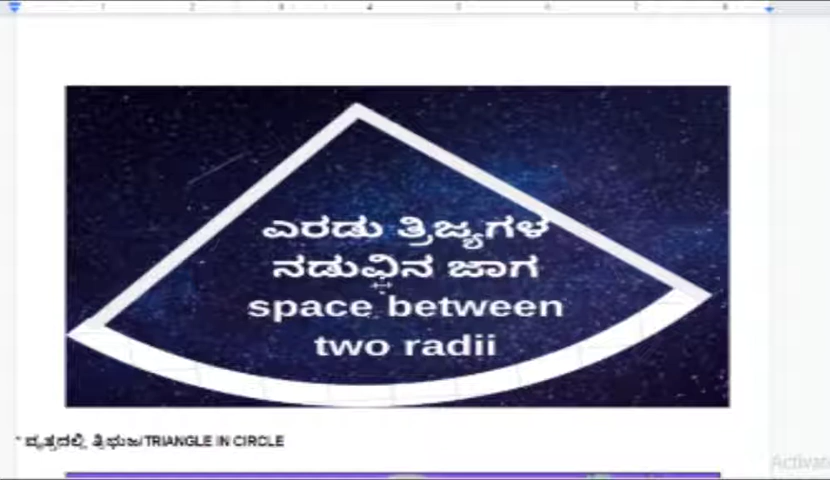 ಎರಡು ತ್ರಿಜ್ಯಗಳ
ನಡುವಿನ ಜಾಗ
space between
two radii
* ವೃತ್ತದಲ್ಲಿ ತ್ರಿಭುಜ/TRIANGLE IN CIRCLE